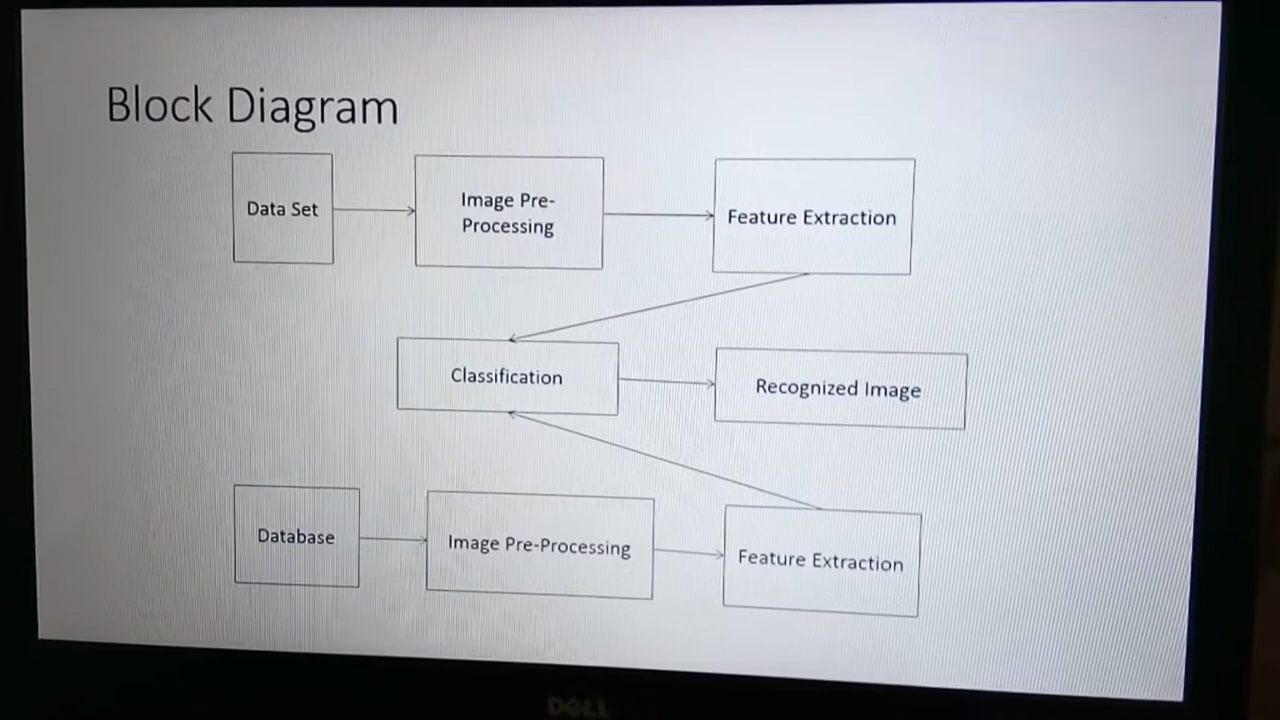 Block Diagram
Data Set
Image Pre-
Processing
Feature Extraction
Classification
Recognized Image
Database
Image Pre-Processing
Feature Extraction
DELL